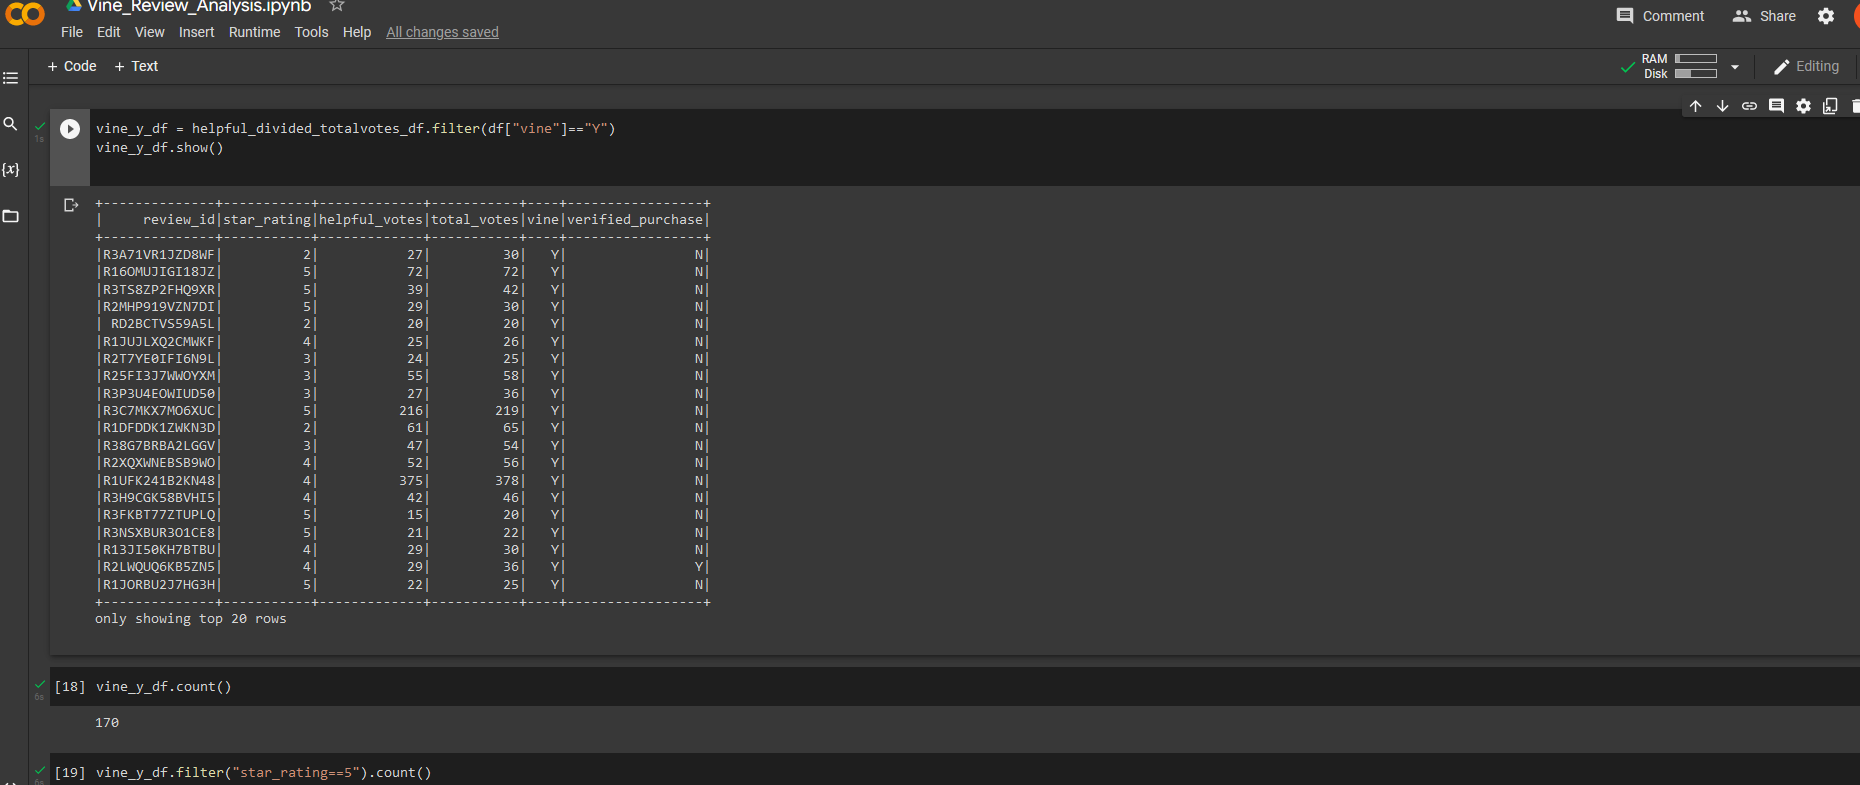 Vine_Review_Analysis.ipynb
File Edit View Insert Runtime Tools Help All changes saved
Comment Share
+ Code + Text
RAM
Disk
Editing
1s
{x}
vine_y_df = helpful_divided_totalvotes_df.filter(df["vine"]=="Y")
vine_y_df.show()
+--------------+-----------+-------------+-----------+----+-----------------+
|     review_id|star_rating|helpful_votes|total_votes|vine|verified_purchase|
+--------------+-----------+-------------+-----------+----+-----------------+
|R3A71VR1JZD8WF|          2|           27|         30|   Y|                N|
|R16OMUJIGI18JZ|          5|           72|         72|   Y|                N|
|R3TS8ZP2FHQ9XR|          5|           39|         42|   Y|                N|
|R2MHP919VZN7DI|          5|           29|         30|   Y|                N|
| RD2BCTVS59A5L|          2|           20|         20|   Y|                N|
|R1JUJLXQ2CMWKF|          4|           25|         26|   Y|                N|
|R2T7YE0IFI6N9L|          3|           24|         25|   Y|                N|
|R25FI3J7WWOYXM|          3|           55|         58|   Y|                N|
|R3P3U4EOWIUD50|          3|           27|         36|   Y|                N|
|R3C7MKX7MO6XUC|          5|          216|        219|   Y|                N|
|R1DFDDK1ZWKN3D|          2|           61|         65|   Y|                N|
|R38G7BRBA2LGGV|          3|           47|         54|   Y|                N|
|R2XQXWNEBSB9WO|          4|           52|         56|   Y|                N|
|R1UFK241B2KN48|          4|          375|        378|   Y|                N|
|R3H9CGK58BVHI5|          4|           42|         46|   Y|                N|
|R3FKBT77ZTUPLQ|          5|           15|         20|   Y|                N|
|R3NSXBUR3O1CE8|          5|           21|         22|   Y|                N|
|R13JI50KH7BTBU|          4|           29|         30|   Y|                N|
|R2LWQUQ6KB5ZN5|          4|           29|         36|   Y|                Y|
|R1JORBU2J7HG3H|          5|           22|         25|   Y|                N|
+--------------+-----------+-------------+-----------+----+-----------------+
only showing top 20 rows
[18] vine_y_df.count()
6s
170
[19] vine_y_df.filter("star_rating==5").count()
6s